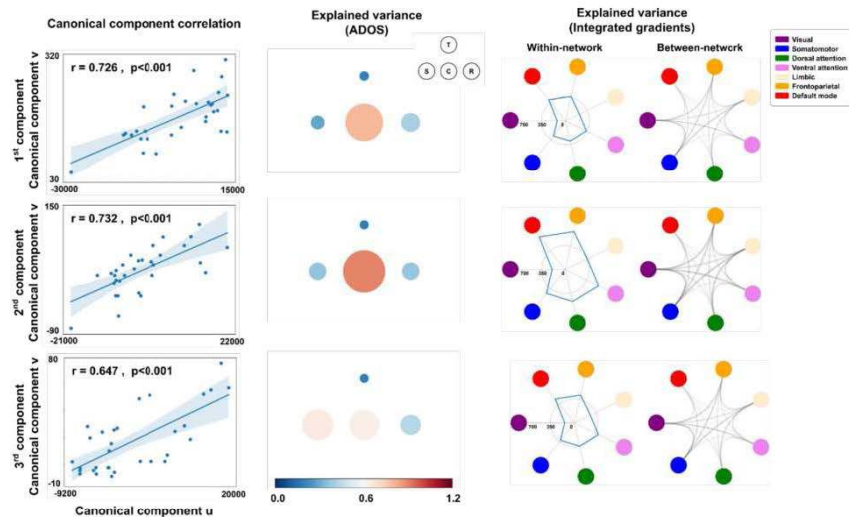 Canonical component correlation
Explained variance
(ADOS)
Explained variance
(Integrated gradients)
Within-network
Between-netwcrk
T
S
C
R
Visual
Somatomotor
Dorsal attention
Ventral attention
Limbic
Frontoparietal
Default mode
1st component
Canonical component v
320
30
r = 0.726 , p<0.001
-30000
15000
700
350
0
2nd component
Canonical component v
150
-90
r = 0.732 , p<0.001
-21000
22000
700
350
0
3rd component
Canonical component v
80
-10
r = 0.647 , p<0.001
-9200
20000
Canonical component u
0.0
0.6
1.2
700
350
0